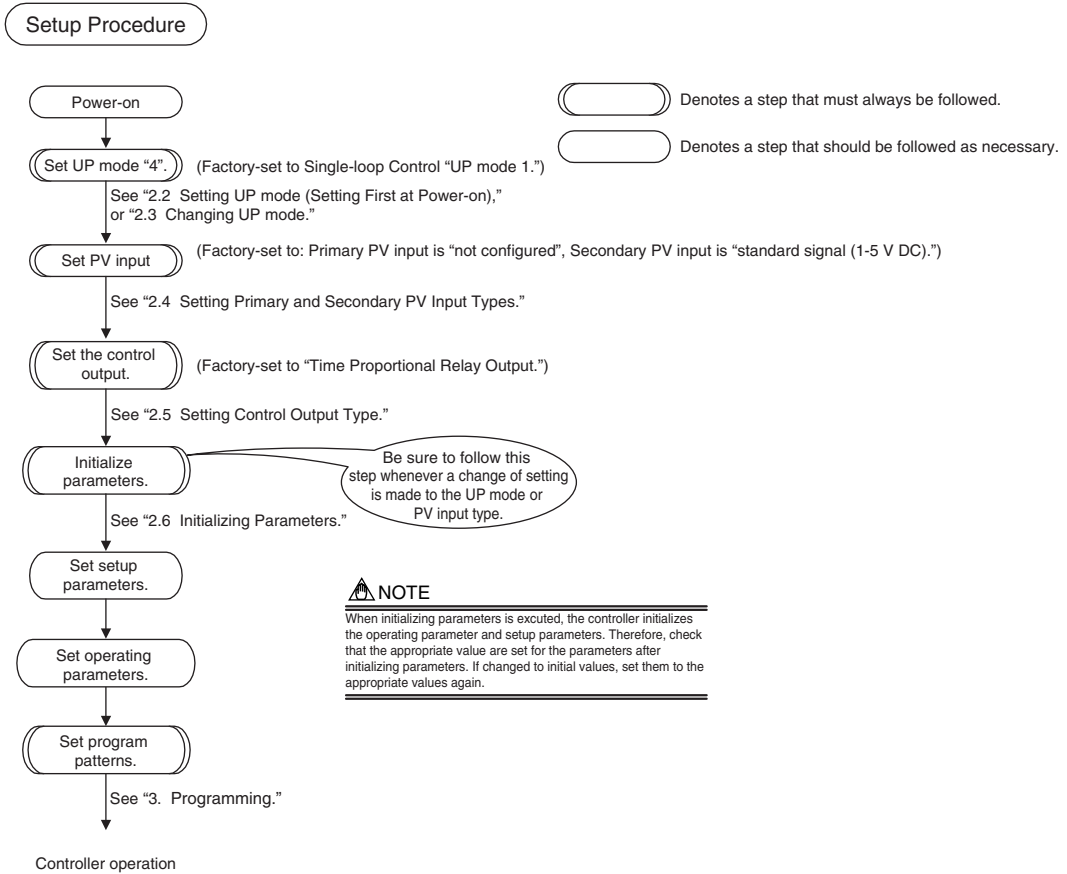 Setup Procedure
Power-on
Denotes a step that must always be followed.
Denotes a step that should be followed as necessary.
Set UP mode “4”.
(Factory-set to Single-loop Control “UP mode 1.”)
See “2.2 Setting UP mode (Setting First at Power-on),”
or “2.3 Changing UP mode.”
Set PV input
(Factory-set to: Primary PV input is “not configured”, Secondary PV input is “standard signal (1-5 V DC).”)
See “2.4 Setting Primary and Secondary PV Input Types.”
Set the control
output.
(Factory-set to “Time Proportional Relay Output.”)
See “2.5 Setting Control Output Type.”
Initialize
parameters.
Be sure to follow this
step whenever a change of setting
is made to the UP mode or
PV input type.
See “2.6 Initializing Parameters.”
Set setup
parameters.
NOTE
When initializing parameters is excuted, the controller initializes
the operating parameter and setup parameters. Therefore, check
that the appropriate value are set for the parameters after
initializing parameters. If changed to initial values, set them to the
appropriate values again.
Set operating
parameters.
Set program
patterns.
See “3. Programming.”
Controller operation